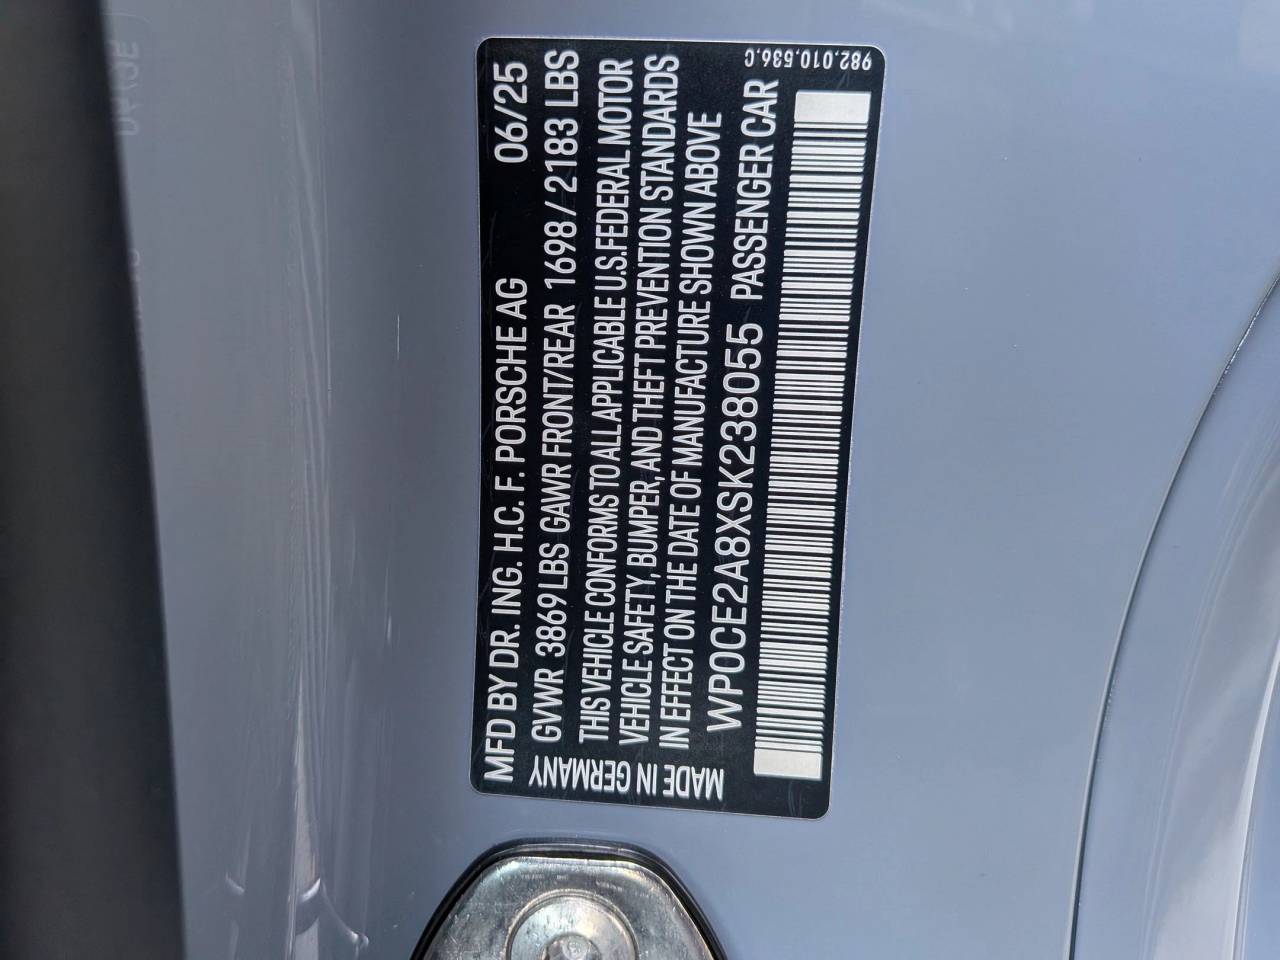 MFD BY DR. ING. H.C. F. PORSCHE AG 06/25
GVWR 3869 LBS GAWR FRONT/REAR 1698 / 2183 LBS
THIS VEHICLE CONFORMS TO ALL APPLICABLE U.S. FEDERAL MOTOR
VEHICLE SAFETY, BUMPER, AND THEFT PREVENTION STANDARDS
IN EFFECT ON THE DATE OF MANUFACTURE SHOWN ABOVE
WP0CE2A8XSK238055 PASSENGER CAR
MADE IN GERMANY
982.010.536.C